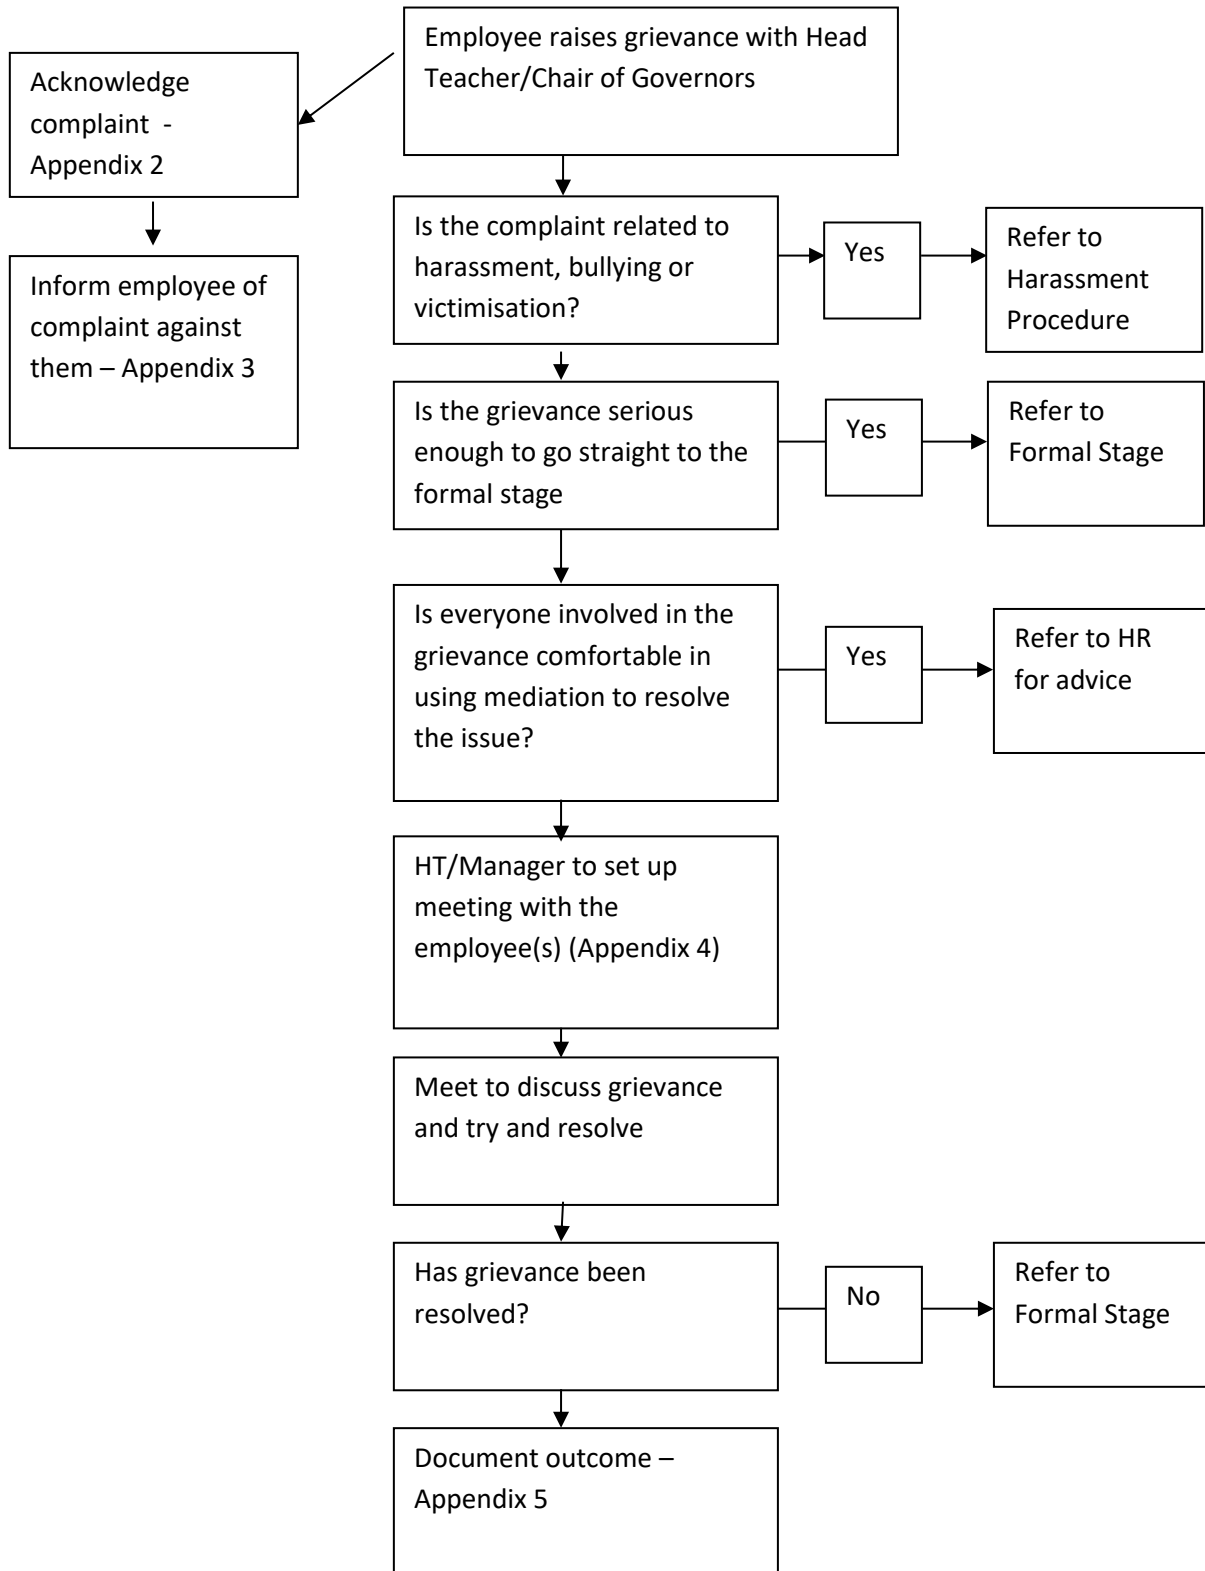 Employee raises grievance with Head
Teacher/Chair of Governors
Acknowledge
complaint  -
Appendix 2
Inform employee of
complaint against
them – Appendix 3
Is the complaint related to
harassment, bullying or
victimisation?
Yes
Refer to
Harassment
Procedure
Is the grievance serious
enough to go straight to the
formal stage
Yes
Refer to
Formal Stage
Is everyone involved in the
grievance comfortable in
using mediation to resolve
the issue?
Yes
Refer to HR
for advice
HT/Manager to set up
meeting with the
employee(s) (Appendix 4)
Meet to discuss grievance
and try and resolve
Has grievance been
resolved?
No
Refer to
Formal Stage
Document outcome –
Appendix 5